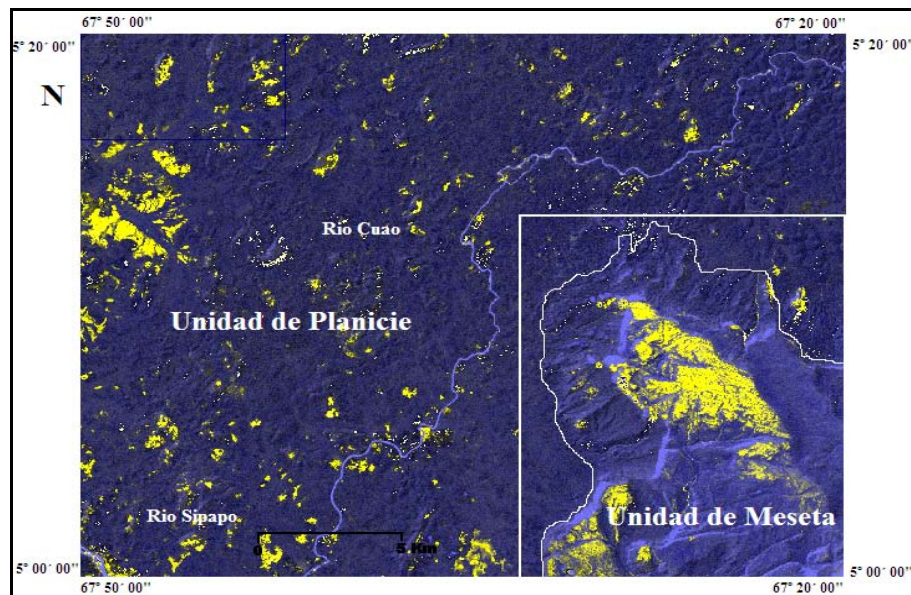 67° 50´ 00´´
67° 20´ 00´´
5° 20´ 00´´
5° 20´ 00´´
N
Rio Cuao
Unidad de Planicie
Rio Sipapo
Unidad de Meseta
0
5 Km
5° 00´ 00´´
5° 00´ 00´´
67° 50´ 00´´
67° 20´ 00´´